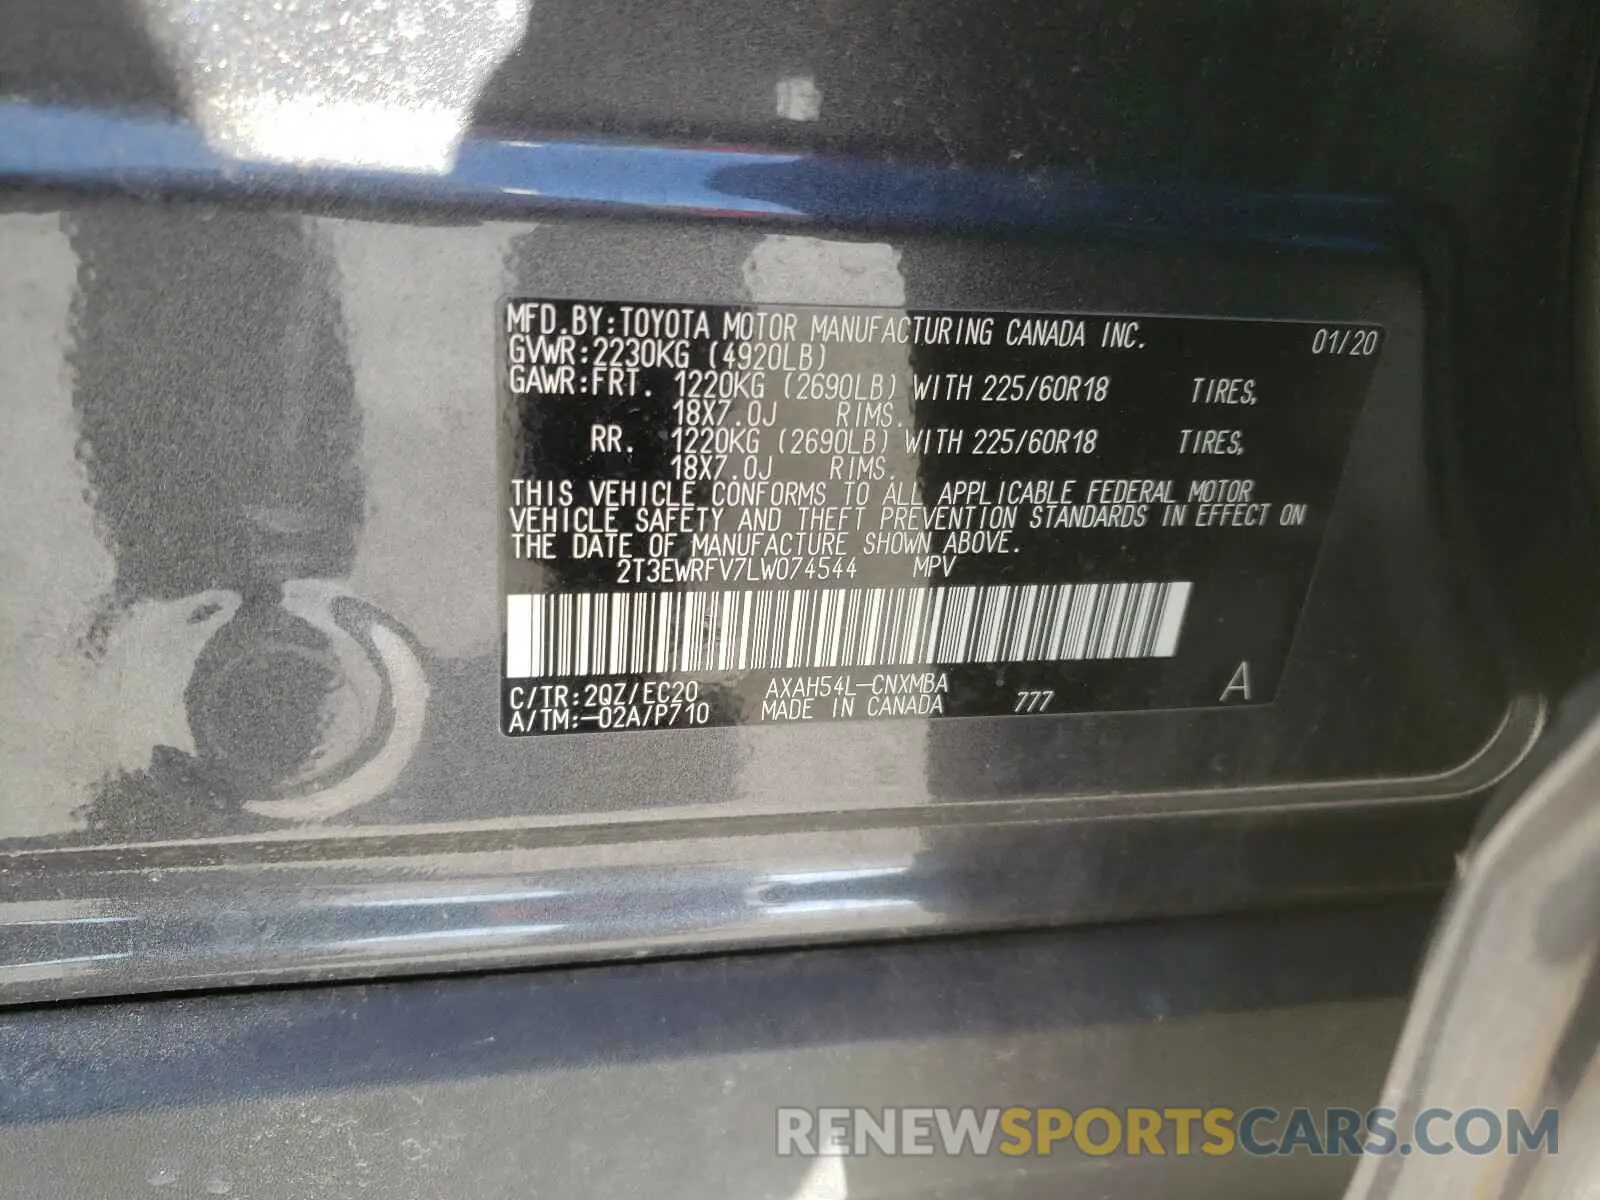 MFD.BY:TOYOTA MOTOR MANUFACTURING CANADA INC. 01/20
GVWR:2230KG (4920LB)
GAWR:FRT. 1220KG (2690LB) WITH 225/60R18 TIRES,
18X7.0J RIMS.
RR. 1220KG (2690LB) WITH 225/60R18 TIRES,
18X7.0J RIMS.
THIS VEHICLE CONFORMS TO ALL APPLICABLE FEDERAL MOTOR
VEHICLE SAFETY AND THEFT PREVENTION STANDARDS IN EFFECT ON
THE DATE OF MANUFACTURE SHOWN ABOVE.
2T3EWRFV7LW074544 MPV
C/TR:2QZ/EC20 AXAH54L-CNXMBA
A/TM:-02A/P710 MADE IN CANADA 777 A
RENEWSPORTSCARS.COM